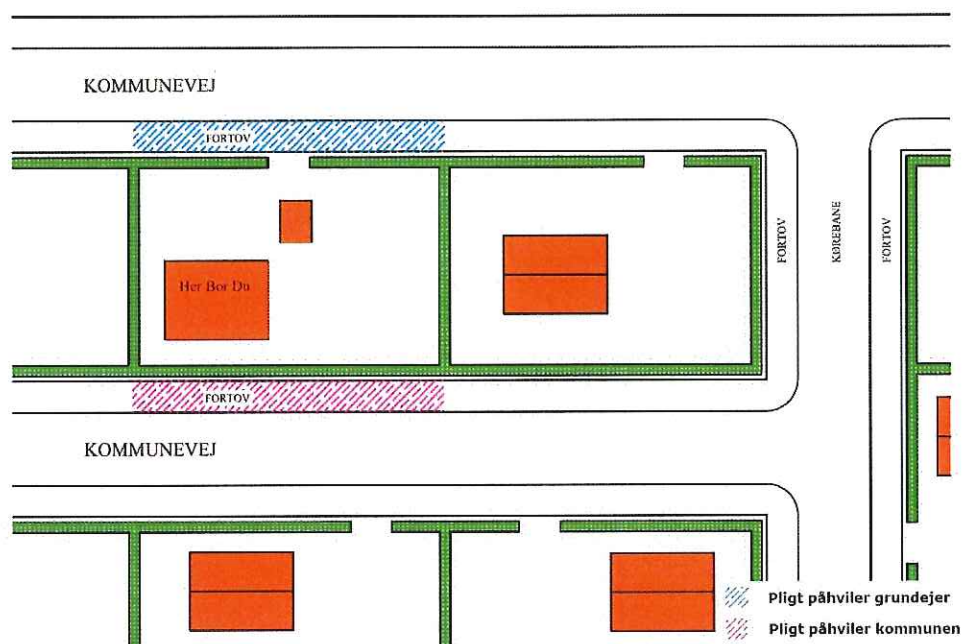 KOMMUNEVEJ
FORTOV
Her Bor Du
FORTOV
KØREBANE
FORTOV
FORTOV
KOMMUNEVEJ
Pligt påhviler grundejer
Pligt påhviler kommunen